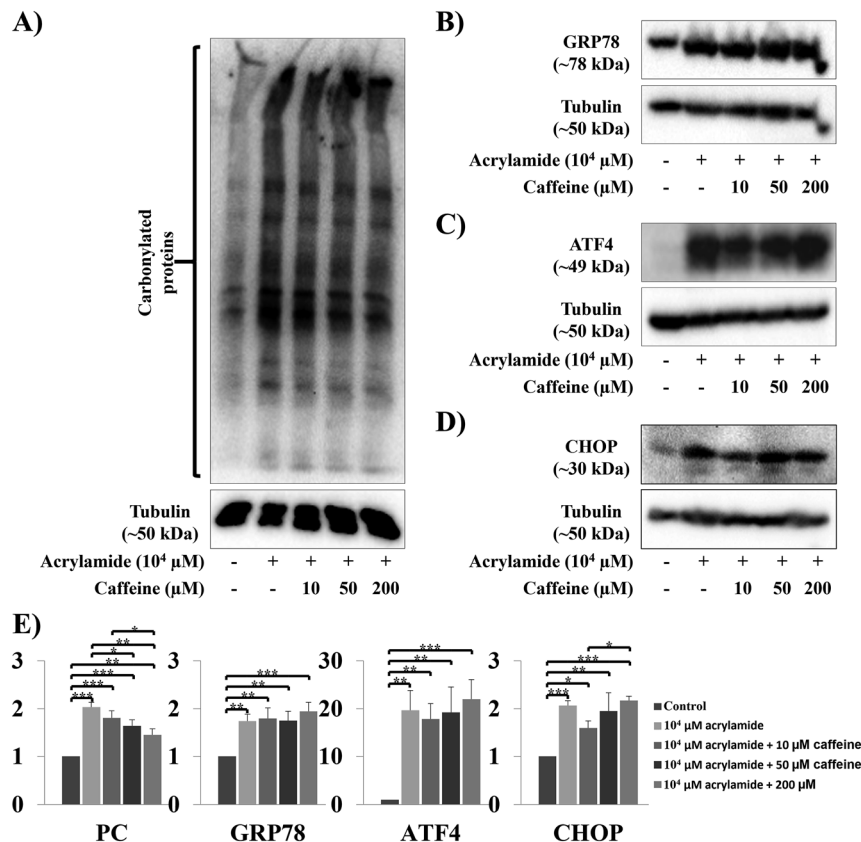 A)
Carbonylated
proteins
Tubulin
(~50 kDa)
Acrylamide (10⁴ µM) - + + + +
Caffeine (µM) - - 10 50 200
B)
GRP78
(~78 kDa)
Tubulin
(~50 kDa)
Acrylamide (10⁴ µM) - + + + +
Caffeine (µM) - - 10 50 200
C)
ATF4
(~49 kDa)
Tubulin
(~50 kDa)
Acrylamide (10⁴ µM) - + + + +
Caffeine (µM) - - 10 50 200
D)
CHOP
(~30 kDa)
Tubulin
(~50 kDa)
Acrylamide (10⁴ µM) - + + + +
Caffeine (µM) - - 10 50 200
E)
3
2
1
0
*
**
*
**
***
***
***
PC
3
2
1
0
***
**
**
**
GRP78
30
20
10
0
***
**
**
**
ATF4
3
2
1
0
*
***
**
*
***
CHOP
Control
10⁴ µM acrylamide
10⁴ µM acrylamide + 10 µM caffeine
10⁴ µM acrylamide + 50 µM caffeine
10⁴ µM acrylamide + 200 µM